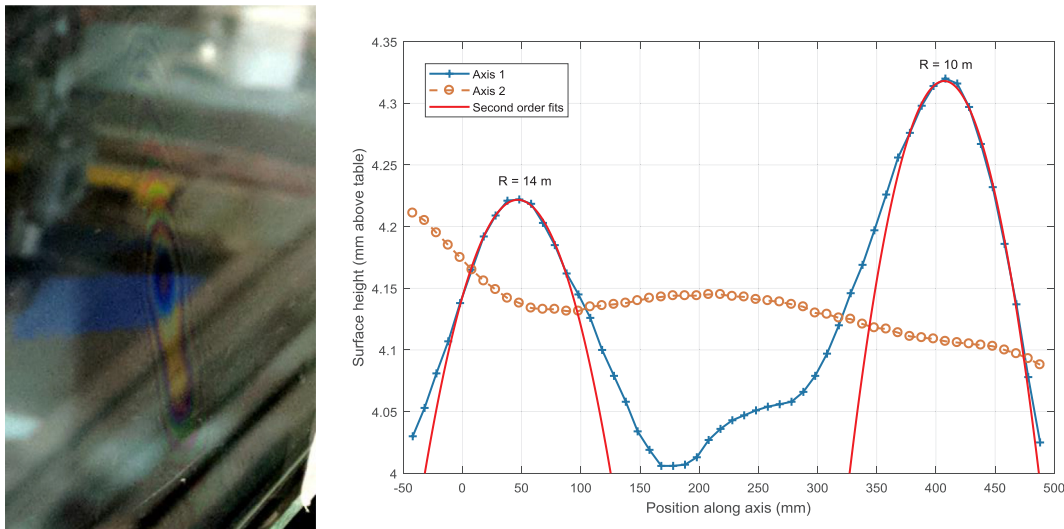 4.35
4.3
4.25
4.2
4.15
4.1
4.05
4
-50
0
50
100
150
200
250
300
350
400
450
500
Surface height (mm above table)
Position along axis (mm)
Axis 1
Axis 2
Second order fits
R = 14 m
R = 10 m